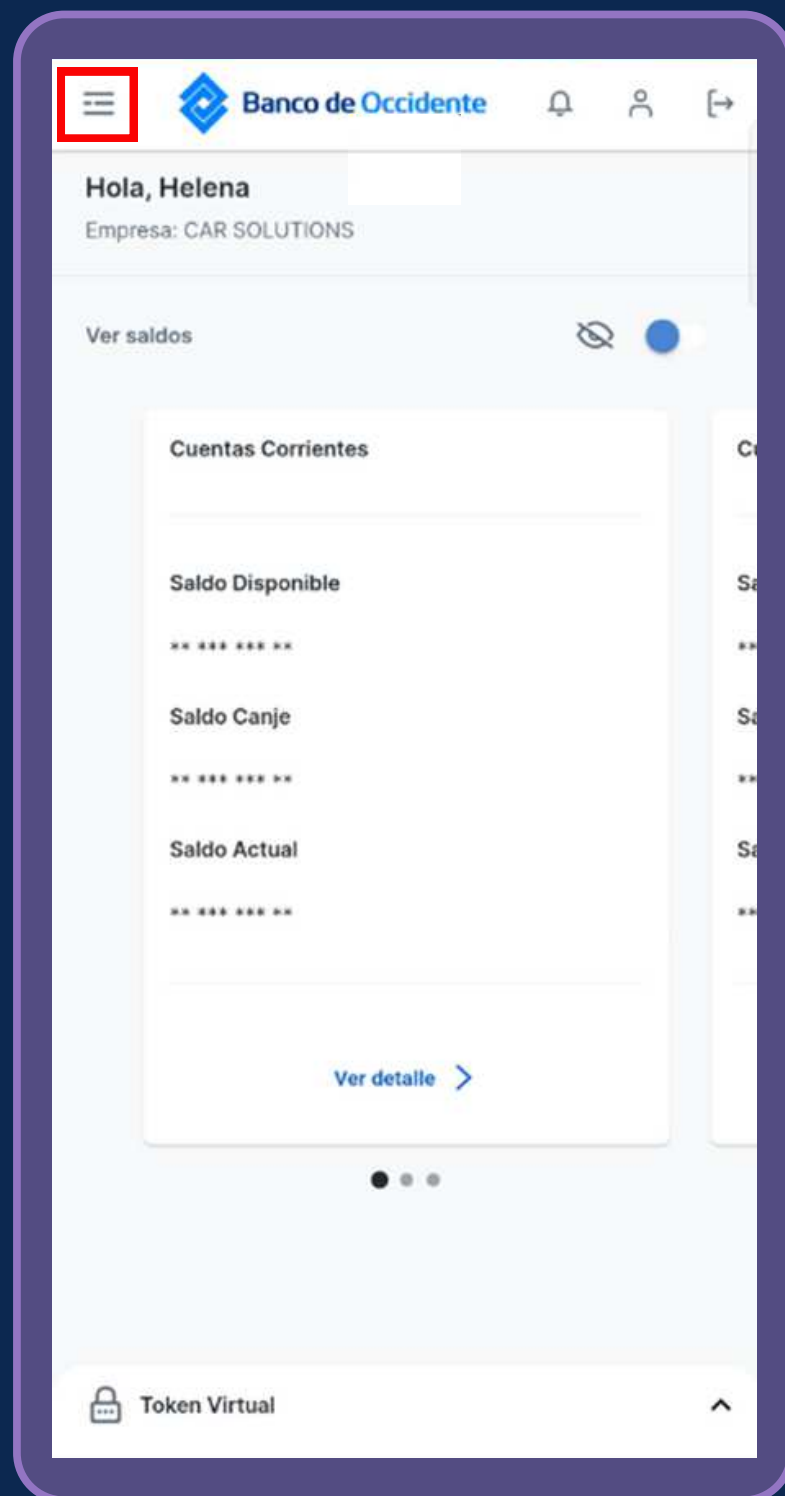 Banco de Occidente
Hola, Helena
Empresa: CAR SOLUTIONS
Ver saldos
Cuentas Corrientes
Saldo Disponible
** *** *** **
Saldo Canje
** *** *** **
Saldo Actual
** *** *** **
Ver detalle
Token Virtual